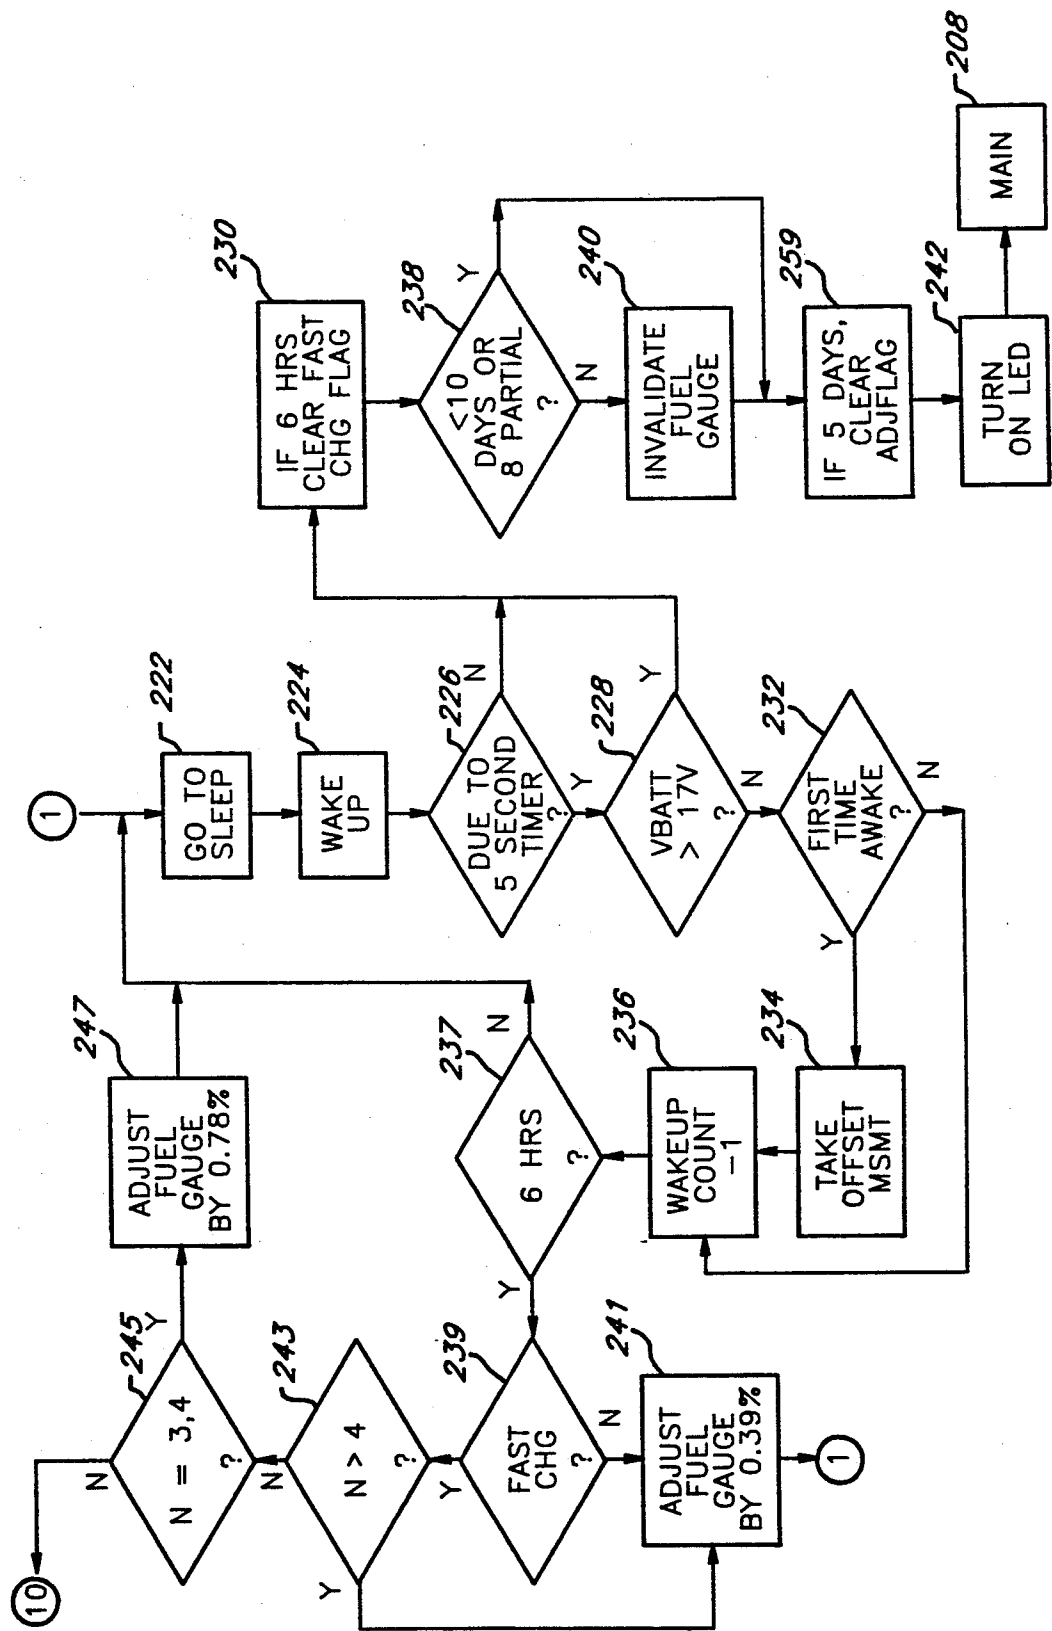 1
222
GO TO
SLEEP
224
WAKE
UP
226
DUE TO
5 SECOND
TIMER
?
N
Y
228
VBATT
> 17V
?
Y
N
232
FIRST
TIME
AWAKE
?
Y
N
234
TAKE
OFFSET
MSMT
236
WAKEUP
COUNT
-1
237
6 HRS
?
N
Y
239
FAST
CHG
?
Y
N
241
ADJUST
FUEL
GAUGE
BY 0.39%
1
243
N > 4
?
Y
N
245
N = 3,4
?
Y
N
10
247
ADJUST
FUEL
GAUGE
BY 0.78%
230
IF 6 HRS
CLEAR FAST
CHG FLAG
238
<10
DAYS OR
8 PARTIAL
?
Y
N
240
INVALIDATE
FUEL
GAUGE
259
IF 5 DAYS,
CLEAR
ADJFLAG
242
TURN
ON LED
208
MAIN